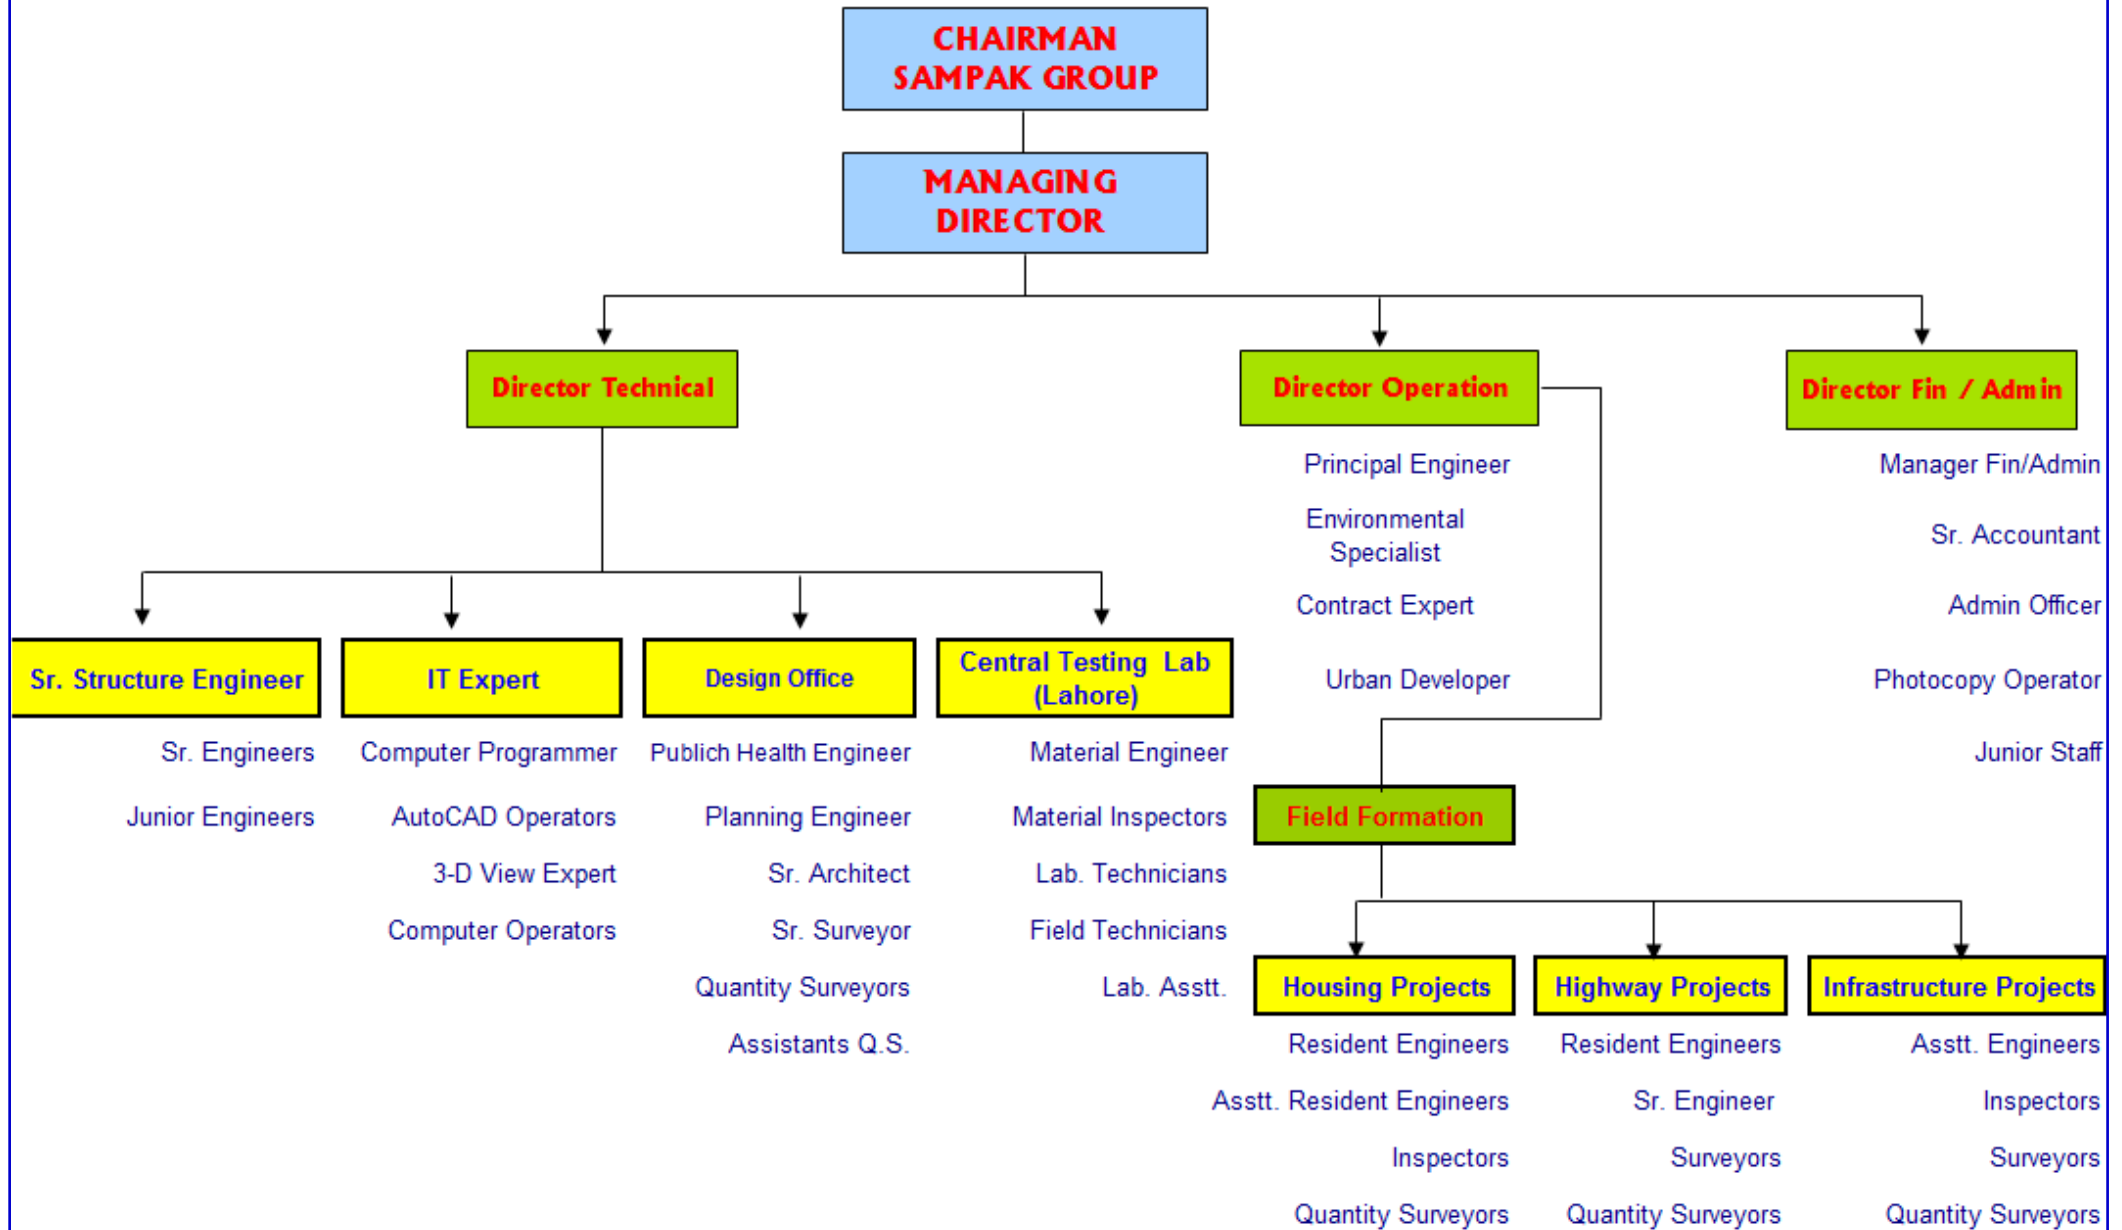 CHAIRMAN
SAMPAK GROUP
MANAGING
DIRECTOR
Director Technical
Director Operation
Director Fin / Admin
Principal Engineer
Environmental
Specialist
Contract Expert
Urban Developer
Manager Fin/Admin
Sr. Accountant
Admin Officer
Photocopy Operator
Junior Staff
Sr. Structure Engineer
Sr. Engineers
Junior Engineers
IT Expert
Computer Programmer
AutoCAD Operators
3-D View Expert
Computer Operators
Design Office
Publich Health Engineer
Planning Engineer
Sr. Architect
Sr. Surveyor
Quantity Surveyors
Assistants Q.S.
Central Testing Lab
(Lahore)
Material Engineer
Material Inspectors
Lab. Technicians
Field Technicians
Lab. Asstt.
Field Formation
Housing Projects
Resident Engineers
Asstt. Resident Engineers
Inspectors
Quantity Surveyors
Highway Projects
Resident Engineers
Sr. Engineer
Surveyors
Quantity Surveyors
Infrastructure Projects
Asstt. Engineers
Inspectors
Surveyors
Quantity Surveyors